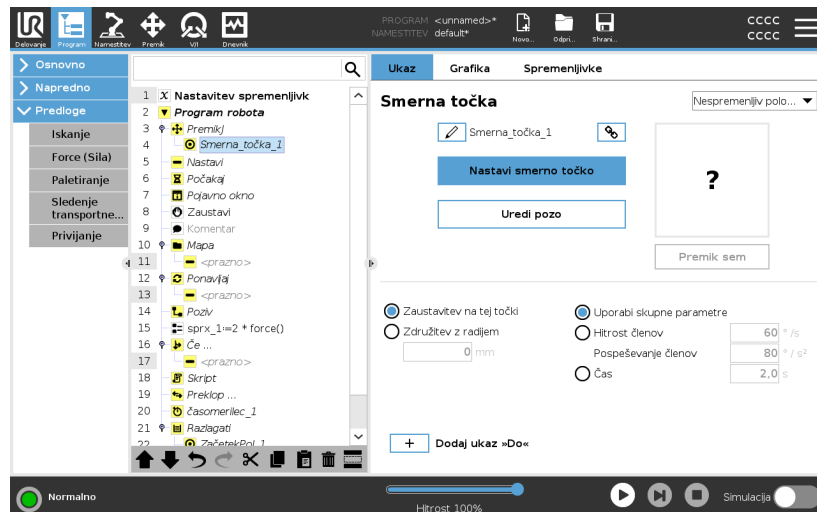 PROGRAM <unnamed>*
NAMESTITEV default*
Delovanje Program Namestitev Premik V/I Dnevnik Novo... Odpri... Shrani...
CCCC
CCCC
Osnovno
Napredno
Predloge
Iskanje
Force (Sila)
Paletiranje
Sledenje
transportne...
Privijanje
1 X Nastavitev spremenljivk
2 Program robota
3 PremikJ
4 Smerna_točka_1
5 Nastavi
6 Počakaj
7 Pojavno okno
8 Zaustavi
9 Komentar
10 Mapa
11 <prazno>
12 Ponavljaj
13 <prazno>
14 Poziv
15 sprx_1≔2 * force()
16 Če ...
17 <prazno>
18 Skript
19 Preklop ...
20 časomerilec_1
21 Razlagati
22 ZačetekPol_1
Ukaz Grafika Spremenljivke
Smerna točka
Nespremenljiv polo...
Smerna_točka_1
Nastavi smerno točko
Uredi pozo
?
Premik sem
Zaustavitev na tej točki
Združitev z radijem
0 mm
Uporabi skupne parametre
Hitrost členov 60 °/s
Pospeševanje členov 80 ° / s²
Čas 2,0 s
+ Dodaj ukaz »Do«
Normalno
Hitrost 100%
Simulacija